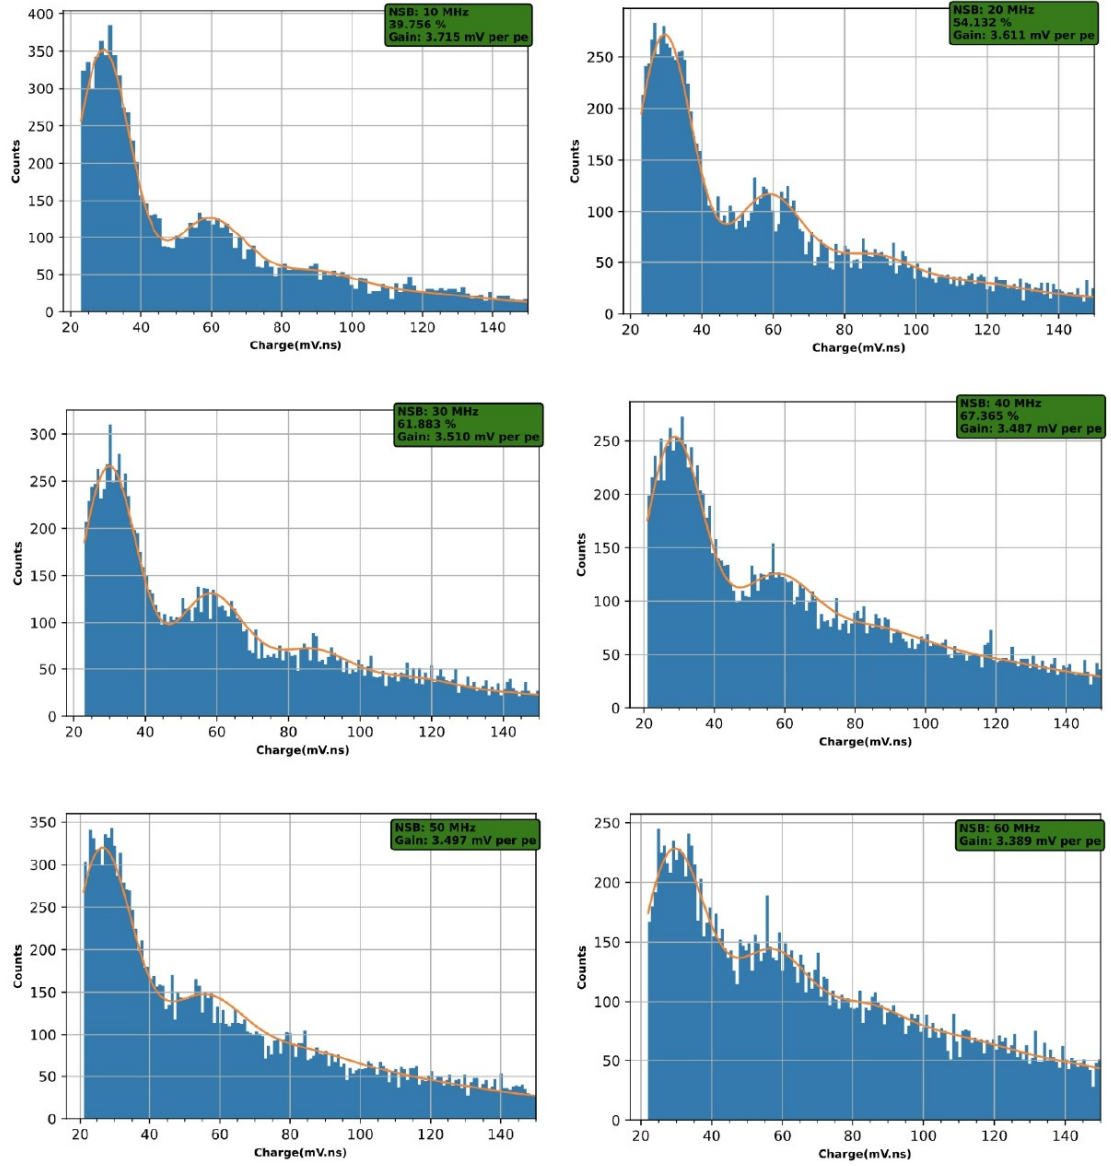 NSB: 10 MHz
39.756 %
Gain: 3.715 mV per pe
400
350
300
250
200
150
100
50
0
Counts
20 40 60 80 100 120 140
Charge(mV.ns)
NSB: 20 MHz
54.132 %
Gain: 3.611 mV per pe
250
200
150
100
50
0
Counts
20 40 60 80 100 120 140
Charge(mV.ns)
NSB: 30 MHz
61.883 %
Gain: 3.510 mV per pe
300
250
200
150
100
50
0
Counts
20 40 60 80 100 120 140
Charge(mV.ns)
NSB: 40 MHz
67.365 %
Gain: 3.487 mV per pe
250
200
150
100
50
0
Counts
20 40 60 80 100 120 140
Charge(mV.ns)
NSB: 50 MHz
Gain: 3.497 mV per pe
350
300
250
200
150
100
50
0
Counts
20 40 60 80 100 120 140
Charge(mV.ns)
NSB: 60 MHz
Gain: 3.389 mV per pe
250
200
150
100
50
0
Counts
20 40 60 80 100 120 140
Charge(mV.ns)